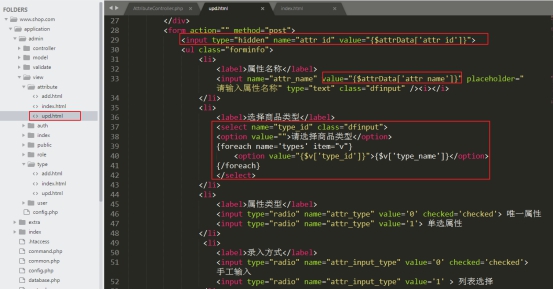 FOLDERS
www.chop.com
application
admin
controller
model
validate
view
attribute
add.html
index.html
upd.html
auth
index
public
role
type
add.html
index.html
upd.html
user
config.php
extra
index
.htaccess
command.php
common.php
config.php
database.php
AttributeController.php
upd.html
index.html
27 </div>
28 <form action="" method="post">
29 <input type="hidden" name="attr_id" value="{$attrData['attr_id']}">
30 <ul class="forminfo">
31 <li>
32 <label>属性名称</label>
33 <input name="attr_name" value="{$attrData['attr_name']}" placeholder="
请输入属性名称" type="text" class="dfinput" /><i></i>
34 </li>
35 <li>
36 <label>选择商品类型</label>
37 <select name="type_id" class="dfinput">
38 <option value="">请选择商品类型</option>
39 {foreach name='types' item="v"}
40 <option value="{$v['type_id']}">{$v['type_name']}</option>
41 {/foreach}
42 </select>
43 </li>
44 <li>
45 <label>属性类型</label>
46 <input type="radio" name="attr_type" value='0' checked='checked'> 唯一属性
47 <input type="radio" name="attr_type" value='1'> 单选属性
48 </li>
49 <li>
50 <label>录入方式</label>
51 <input type="radio" name="attr_input_type" value='0' checked='checked'>
手工输入
52 <input type="radio" name="attr_input_type" value='1' > 列表选择